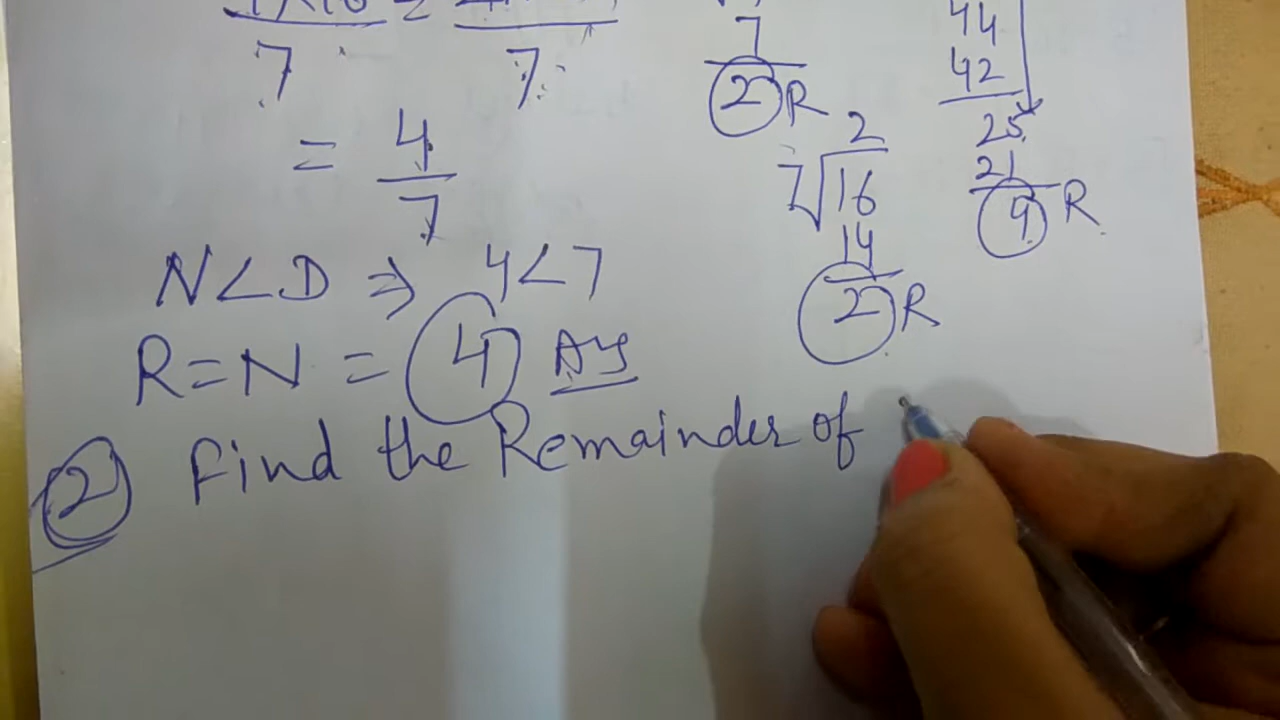 7 7
= 4
7
N<D ⇒ 4<7
R=N = 4 Ans
2 Find the Remainder of
7
2 R
2
7√16
14
2 R
44
42
25
21
4 R